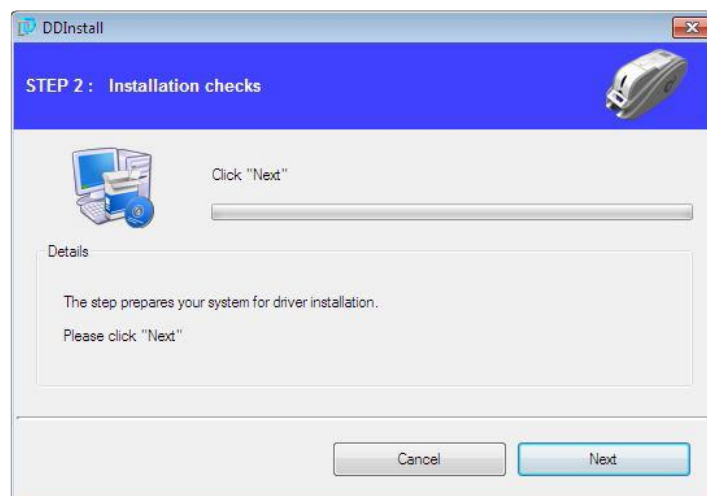 DDInstall
STEP 2 : Installation checks
Click "Next"
Details
The step prepares your system for driver installation.
Please click "Next"
Cancel
Next